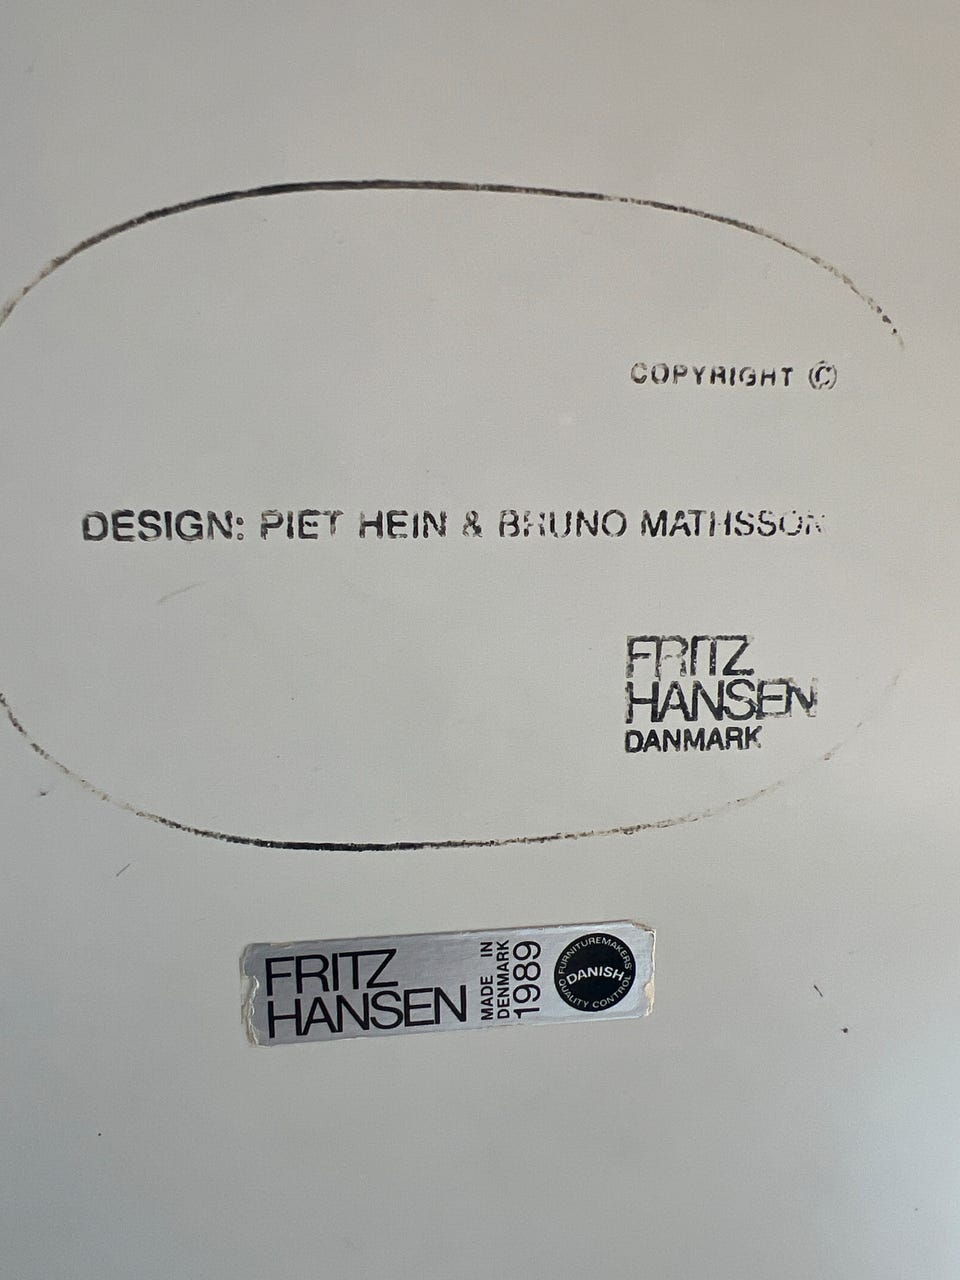 COPYRIGHT ©
DESIGN: PIET HEIN & BRUNO MATHSSON
FRITZ
HANSEN
DANMARK
FRITZ
HANSEN
MADE IN
DENMARK
1989
FURNITUREMAKERS
DANISH
QUALITY CONTROL